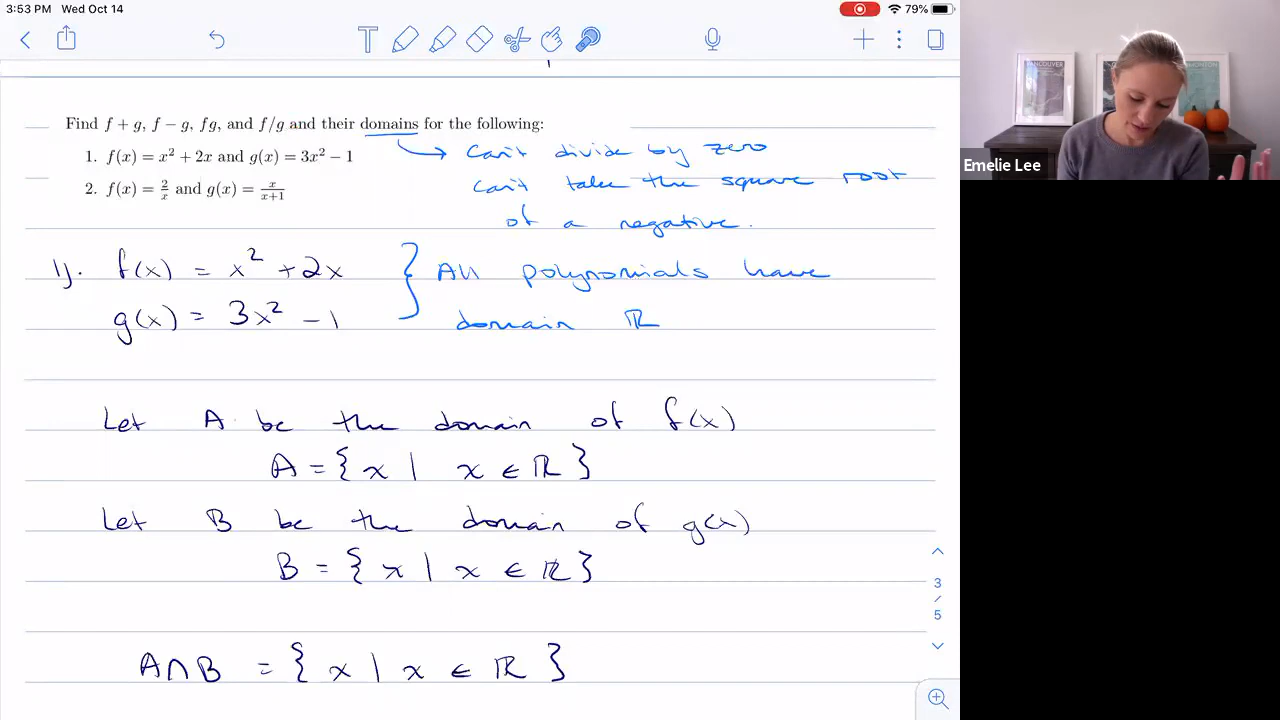 3:53 PM Wed Oct 14
79%
Find f + g, f − g, fg, and f/g and their domains for the following:
1. f(x) = x² + 2x and g(x) = 3x² − 1
2. f(x) = 2/x and g(x) = x/(x+1)
Can't divide by zero
Can't take the square root
of a negative.
1). f(x) = x² + 2x
g(x) = 3x² − 1
All polynomials have
domain ℝ
Let A be the domain of f(x)
A = { x | x ∈ ℝ }
Let B be the domain of g(x)
B = { x | x ∈ ℝ }
A∩B = { x | x ∈ ℝ }
3
/
5
Emelie Lee
VANCOUVER